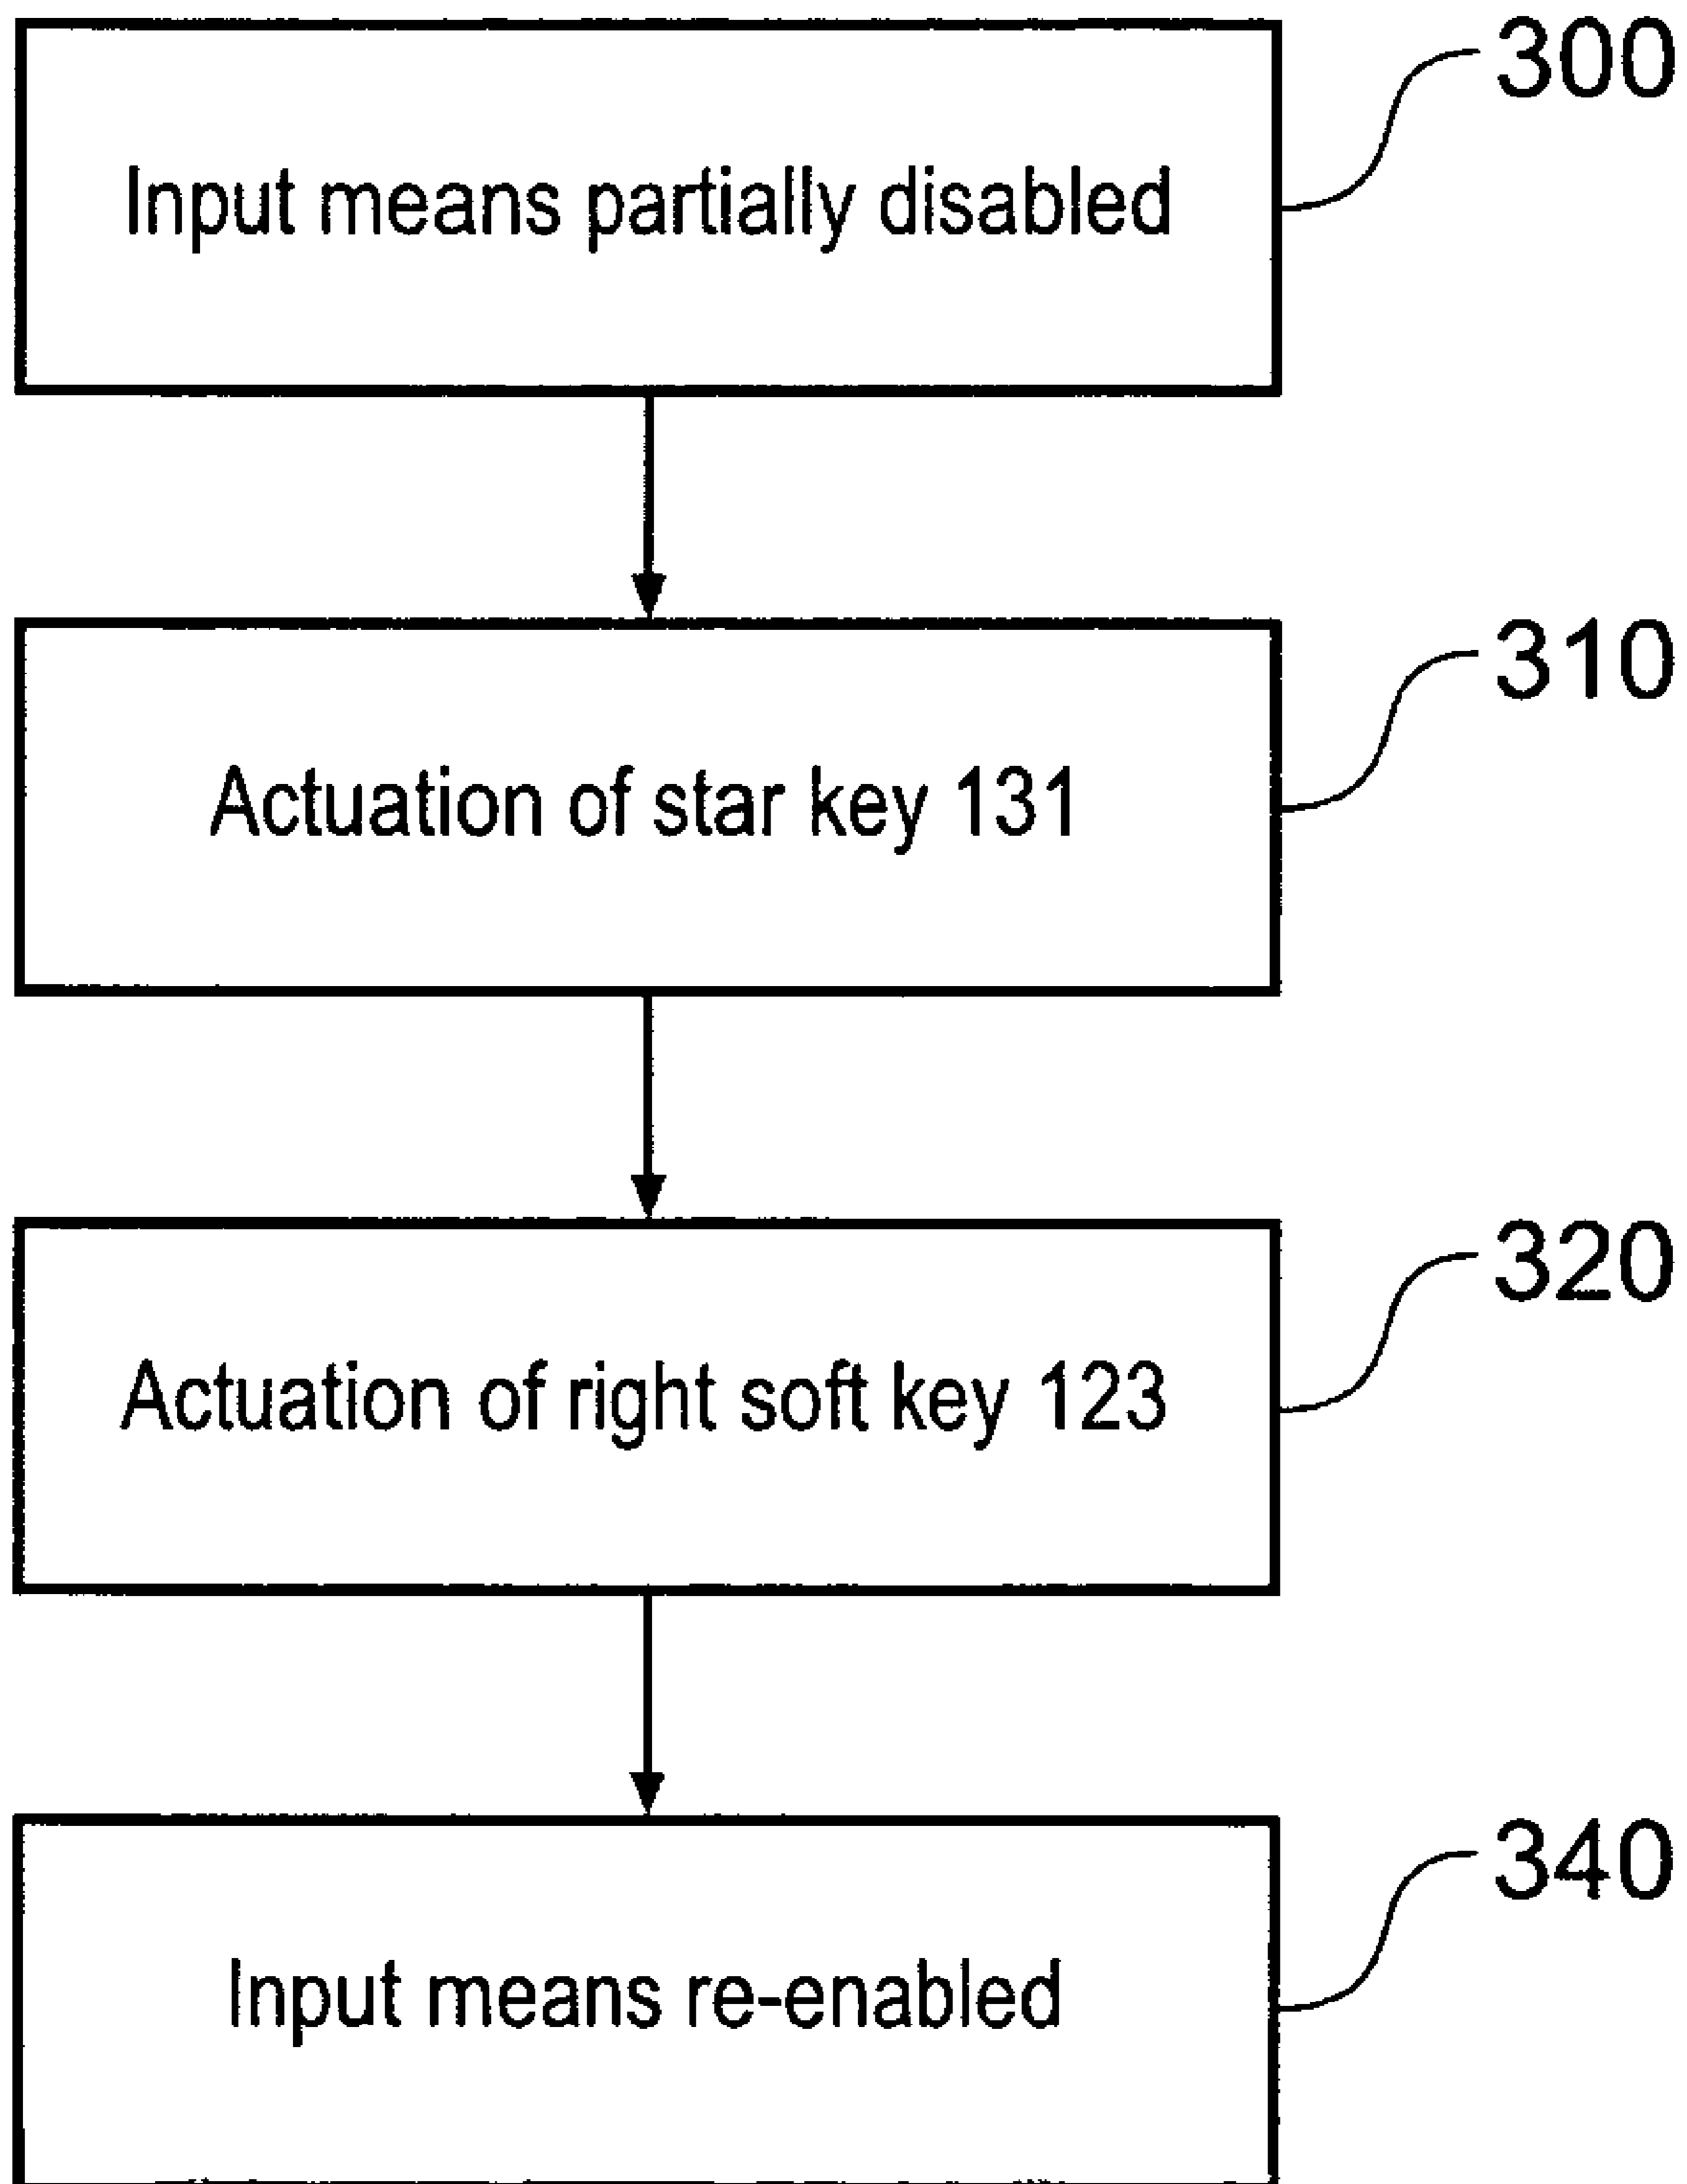 300
Input means partially disabled
310
Actuation of star key 131
320
Actuation of right soft key 123
340
Input means re-enabled